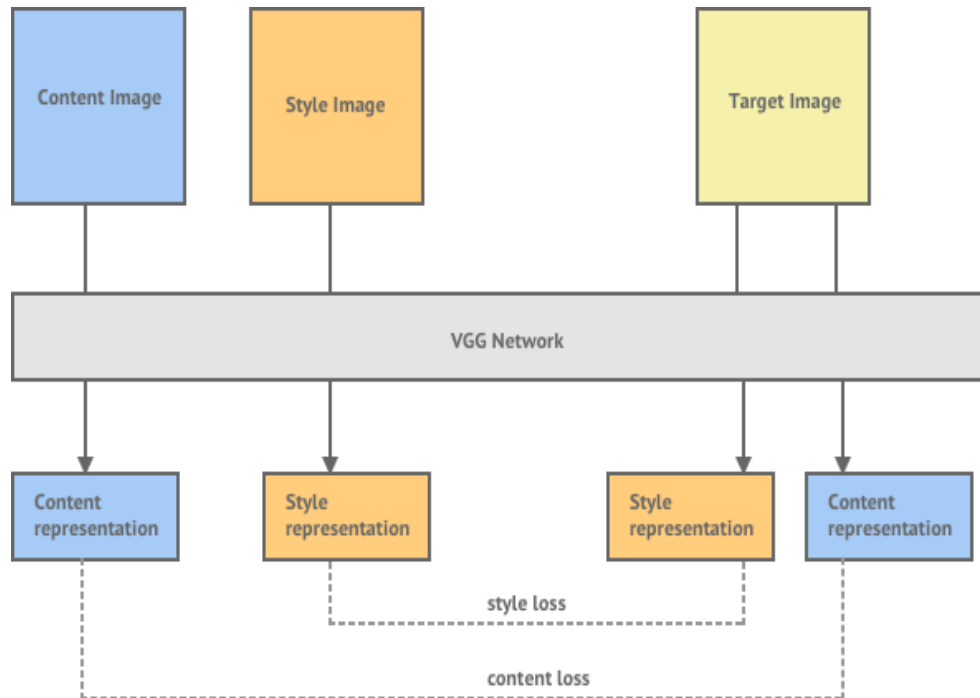 Content Image
Style Image
Target Image
VGG Network
Content
representation
Style
representation
Style
representation
Content
representation
style loss
content loss